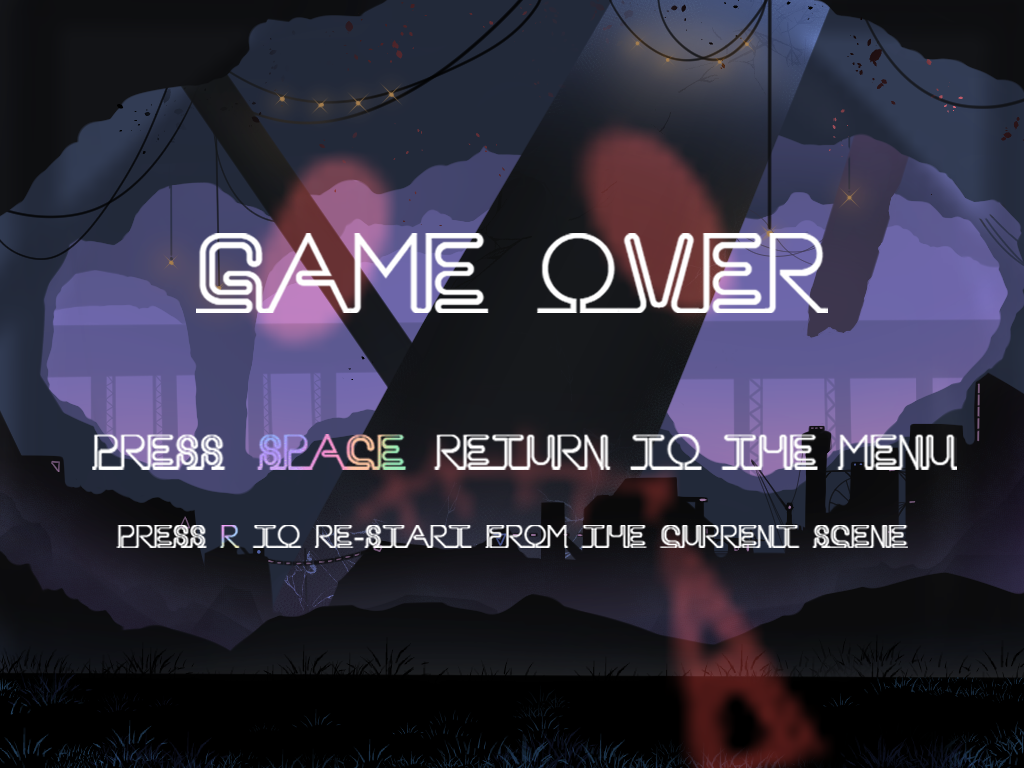 GAME OVER
PRESS SPACE RETURN TO THE MENU
PRESS R TO RE-START FROM THE CURRENT SCENE